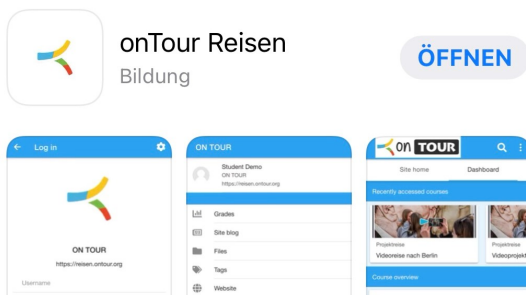 onTour Reisen
Bildung
ÖFFNEN
Log in
ON TOUR
https://reisen.ontour.org
Username
ON TOUR
Student Demo
ON TOUR
https://reisen.ontour.org
Grades
Site blog
Files
Tags
Website
on TOUR
Site home
Dashboard
Recently accessed courses
Projektreise
Videoreise nach Berlin
Projektreise
Videoprojekt
Course overview